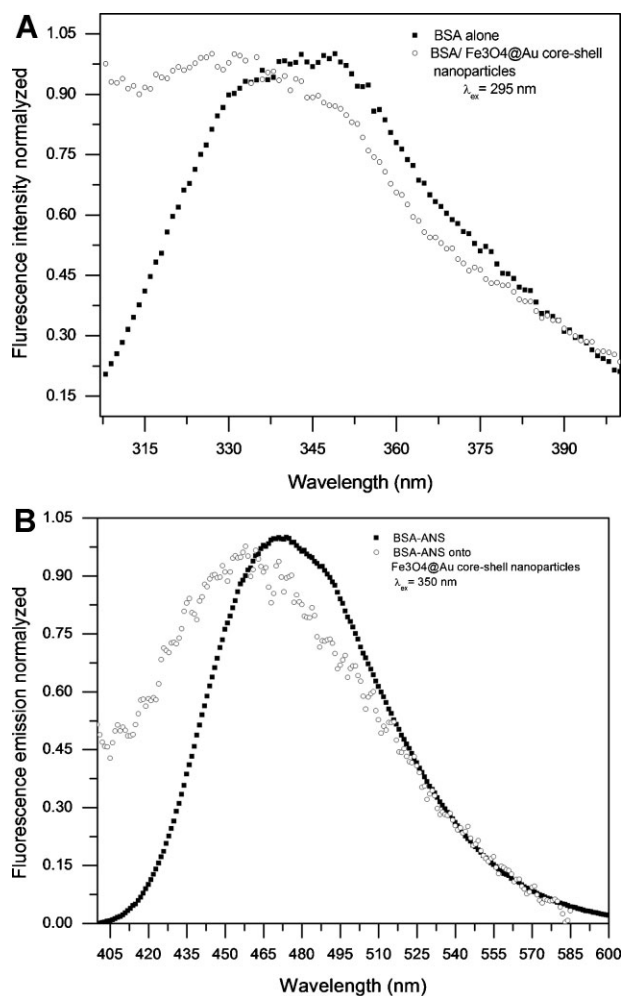 A
1.05
0.90
0.75
0.60
0.45
0.30
0.15
Flurescence intensity normalized
BSA alone
BSA/ Fe3O4@Au core-shell
nanoparticles
λex= 295 nm
315 330 345 360 375 390
Wavelength (nm)
B
1.05
0.90
0.75
0.60
0.45
0.30
0.15
0.00
Fluorescence emission normalized
BSA-ANS
BSA-ANS onto
Fe3O4@Au core-shell nanoparticles
λex= 350 nm
405 420 435 450 465 480 495 510 525 540 555 570 585 600
Wavelength (nm)